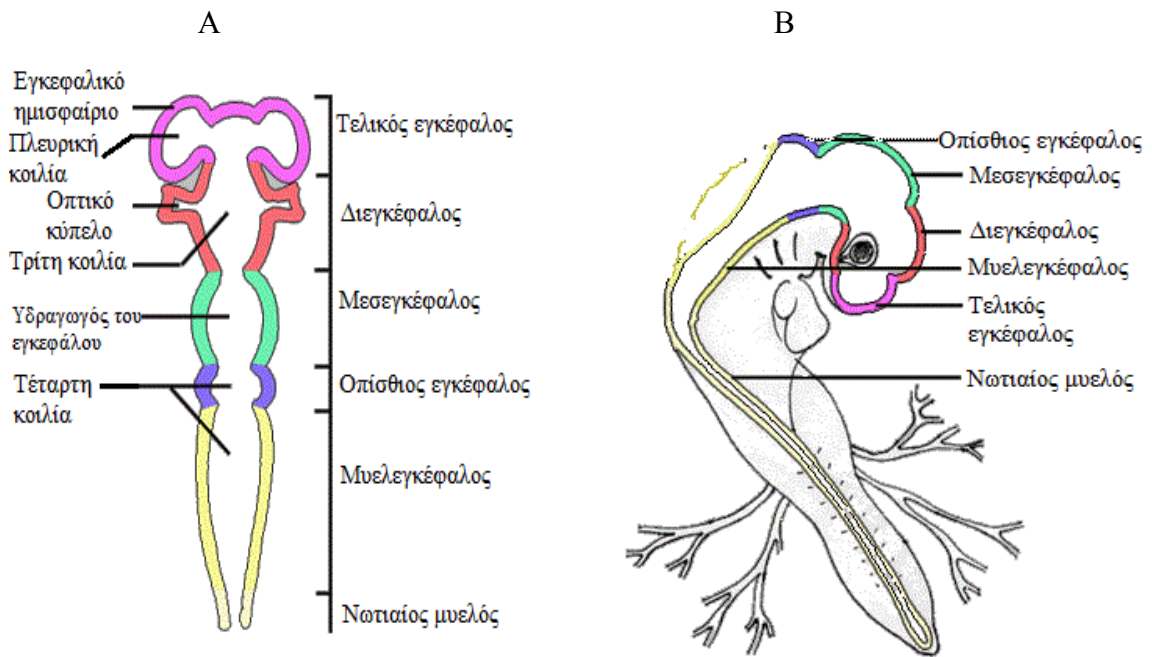 A
B
Εγκεφαλικό
ημισφαίριο
Πλευρική
κοιλία
Οπτικό
κύπελο
Τρίτη κοιλία
Υδραγωγός του
εγκεφάλου
Τέταρτη
κοιλία
Τελικός εγκέφαλος
Διεγκέφαλος
Μεσεγκέφαλος
Οπίσθιος εγκέφαλος
Μυελεγκέφαλος
Νωτιαίος μυελός
Οπίσθιος εγκέφαλος
Μεσεγκέφαλος
Διεγκέφαλος
Μυελεγκέφαλος
Τελικός
εγκέφαλος
Νωτιαίος μυελός